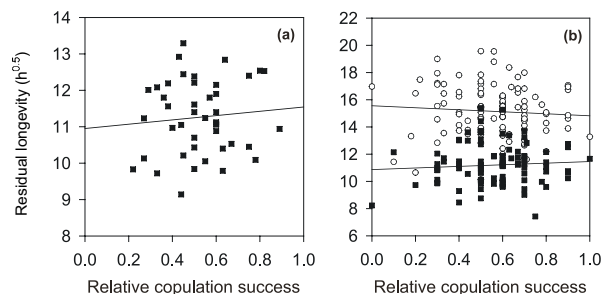 (a)
14
13
12
11
10
9
8
Residual longevity (h^0.5)
0.0 0.2 0.4 0.6 0.8 1.0
Relative copulation success
(b)
22
20
18
16
14
12
10
8
6
0.0 0.2 0.4 0.6 0.8 1.0
Relative copulation success